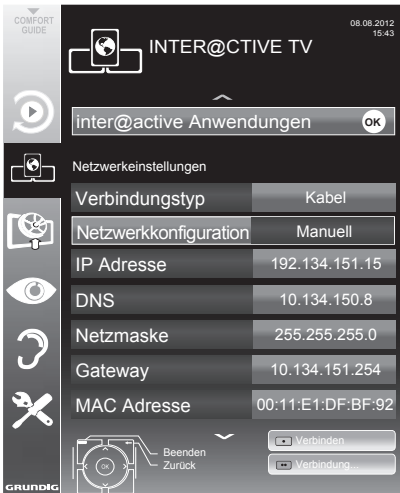 COMFORT
GUIDE
INTER@CTIVE TV
08.08.2012
15:43
inter@active Anwendungen
OK
Netzwerkeinstellungen
Verbindungstyp Kabel
Netzwerkkonfiguration Manuell
IP Adresse 192.134.151.15
DNS 10.134.150.8
Netzmaske 255.255.255.0
Gateway 10.134.151.254
MAC Adresse 00:11:E1:DF:BF:92
Beenden
Zurück
OK
Verbinden
Verbindung...
GRUNDIG